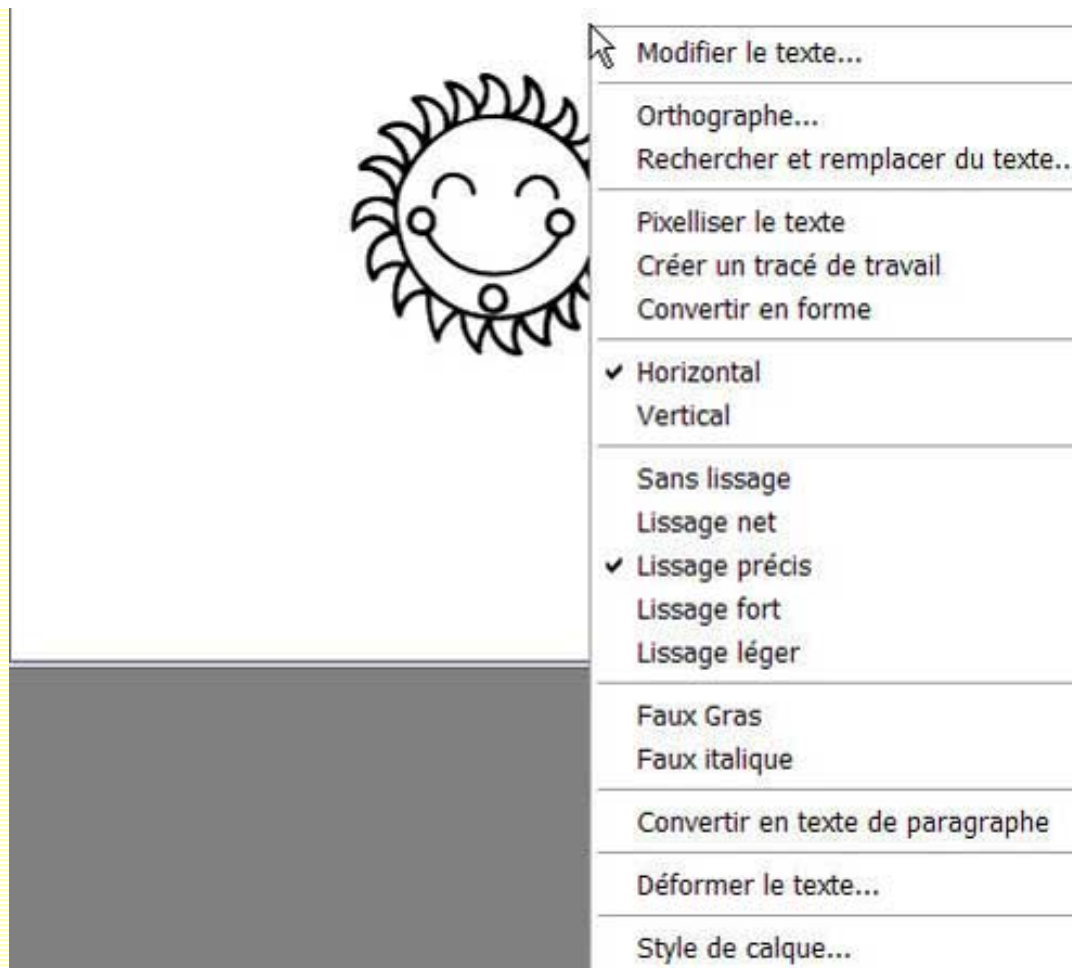 Modifier le texte...
Orthographe...
Rechercher et remplacer du texte..
Pixelliser le texte
Créer un tracé de travail
Convertir en forme
Horizontal
Vertical
Sans lissage
Lissage net
Lissage précis
Lissage fort
Lissage léger
Faux Gras
Faux italique
Convertir en texte de paragraphe
Déformer le texte...
Style de calque...